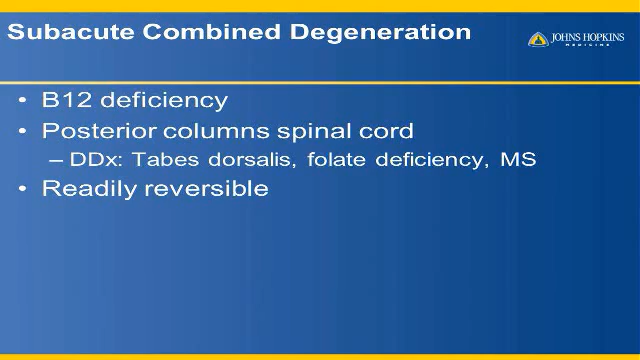 Subacute Combined Degeneration
JOHNS HOPKINS
MEDICINE
• B12 deficiency
• Posterior columns spinal cord
– DDx: Tabes dorsalis, folate deficiency, MS
• Readily reversible